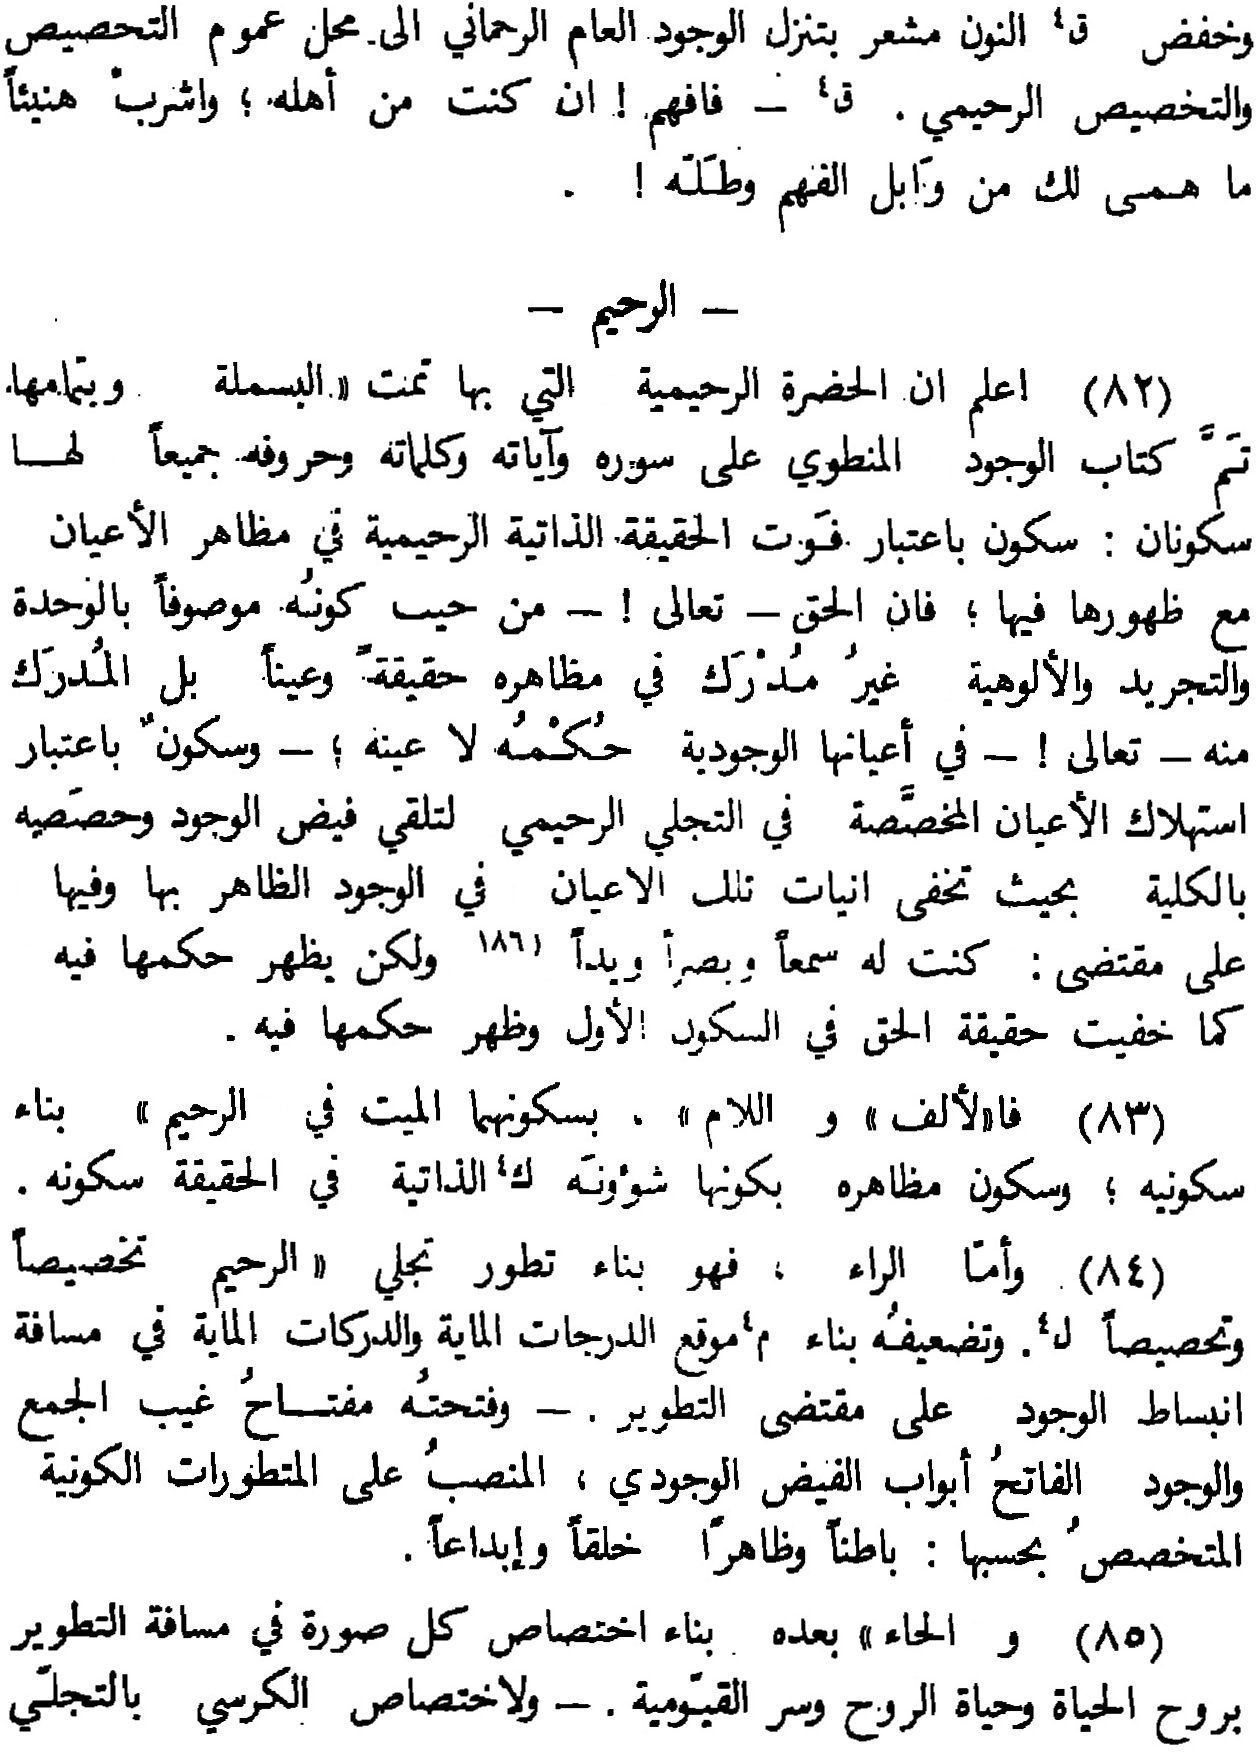 وخفض ق⁴ النون مشعر بتنزل الوجود العام الرحماني الى محل عموم التحصيص
والتخصيص الرحيمي . ق⁴ – فافهم ! ان كنت من أهله ؛ واشربْ هنيئاً
ما همى لك من وَابل الفهم وطَلّه ! .
– الرحيم –
(٨٢) اعلم ان الحضرة الرحيمية التي بها تمت « البسملة وبتمامها
تَمَّ كتاب الوجود المنطوي على سوره وآياته وكلماته وحروفه جميعاً لها
سكونان : سكون باعتبار فَوت الحقيقة الذاتية الرحيمية في مظاهر الأعيان
مع ظهورها فيها ؛ فان الحق – تعالى ! – من حيب كونُه موصوفاً بالوحدة
والتجريد والألوهية غيرُ مُدْرَك في مظاهره حقيقةً وعيناً بل المُدرَك
منه – تعالى ! – في أعيانها الوجودية حُكْمُه لا عينه ؛ – وسكونٌ باعتبار
استهلاك الأعيان المخصَّصة في التجلي الرحيمي لتلقي فيض الوجود وحصَصيه
بالكلية بحيث تخفى انيات تلك الاعيان في الوجود الظاهر بها وفيها
على مقتضى : كنت له سمعاً وبصراً ويداً ١٨٦) ولكن يظهر حكمها فيه
كما خفيت حقيقة الحق في السكون الأول وظهر حكمها فيه .
(٨٣) فا«لألف » و اللام » . بسكونهما الميت في الرحيم » بناء
سكونيه ؛ وسكون مظاهره بكونها شوؤونَه ك⁴ الذاتية في الحقيقة سكونه .
(٨٤) وأمّا الراء ، فهو بناء تطور تجلي « الرحيم تخصيصاً
وتحصيصاً ل⁴ . وتضعيفُه بناء م⁴ موقع الدرجات الماية والدركات الماية في مسافة
انبساط الوجود على مقتضى التطوير . – وفتحتُه مفتاحُ غيب الجمع
والوجود الفاتحُ أبواب الفيض الوجودي ، المنصبُ على المتطورات الكونية
المتخصصُ بحسبها : باطناً وظاهراً خلقاً وإبداعاً .
(٨٥) و الحاء » بعده بناء اختصاص كل صورة في مسافة التطوير
بروح الحياة وحياة الروح وسر القيّومية . – ولاختصاص الكرسي بالتجلّي